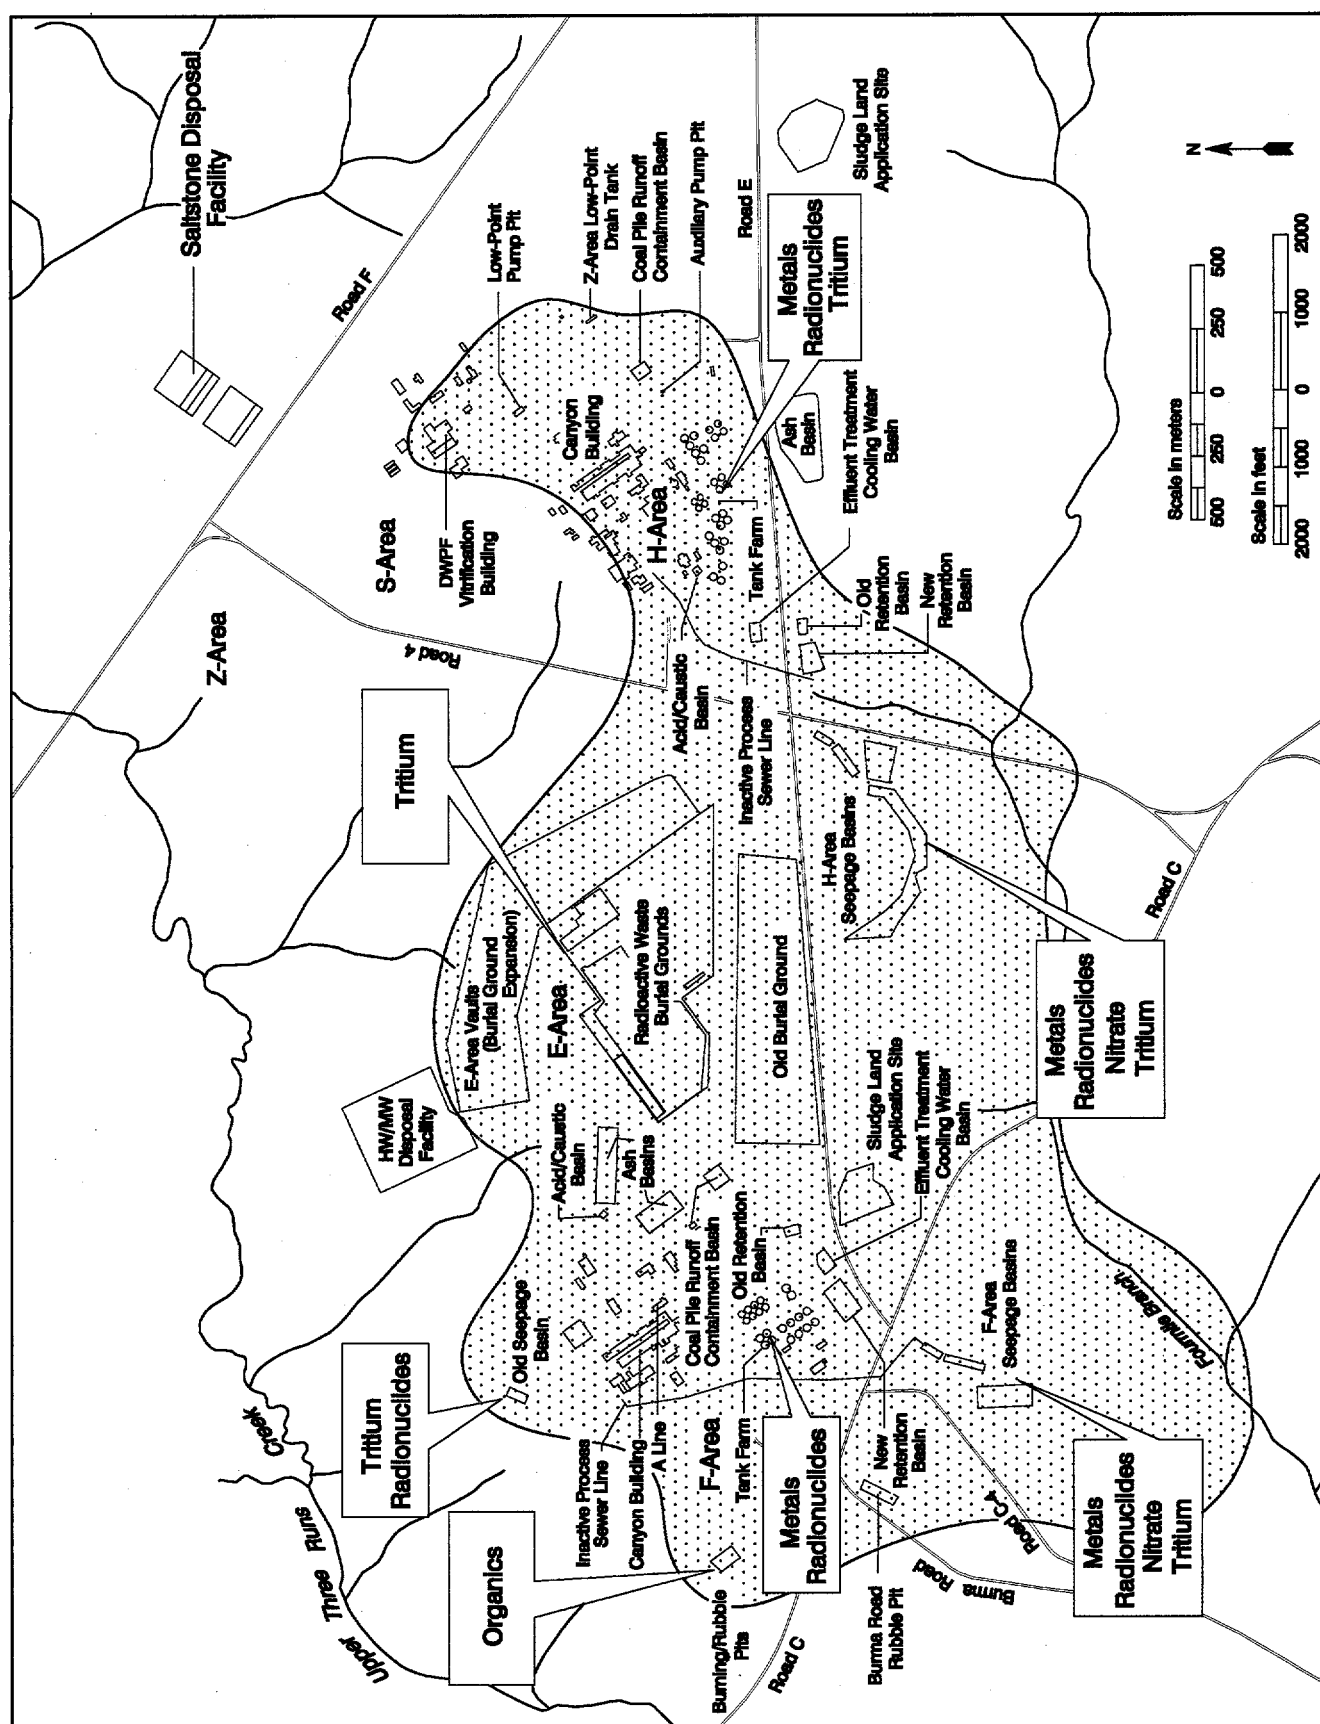 Saltstone Disposal
Facility
Road F
Z-Area
S-Area
DWPF
Vitrification
Building
Low-Point
Pump Pit
Z-Area Low-Point
Drain Tank
Coal Pile Runoff
Containment Basin
Auxiliary Pump Pit
Canyon
Building
H-Area
Road 4
Tritium
Road E
Sludge Land
Application Site
Metals
Radionuclides
Tritium
Ash
Basin
Effluent Treatment
Cooling Water
Basin
Tank Farm
Old
Retention
Basin
New
Retention
Basin
Acid/Caustic
Basin
Inactive Process
Sewer Line
E-Area Vaults
(Burial Ground
Expansion)
E-Area
Radioactive Waste
Burial Grounds
Old Burial Ground
H-Area
Seepage Basins
Metals
Radionuclides
Nitrate
Tritium
Road C
HW/MW
Disposal
Facility
Acid/Caustic
Basin
Ash
Basins
Coal Pile Runoff
Containment Basin
Old Retention
Basin
Sludge Land
Application Site
Effluent Treatment
Cooling Water
Basin
Upper Three Runs Creek
Tritium
Radionuclides
Old Seepage
Basin
Organics
Inactive Process
Sewer Line
Canyon Building
A Line
F-Area
Tank Farm
Burning/Rubble
Pits
Metals
Radionuclides
Road C
New
Retention
Basin
Burma Road
Rubble Pit
F-Area
Seepage Basins
Fourmile Branch
Burma Road
Road C-4
Metals
Radionuclides
Nitrate
Tritium
N
Scale in meters
500 250 0 250 500
Scale in feet
2000 1000 0 1000 2000